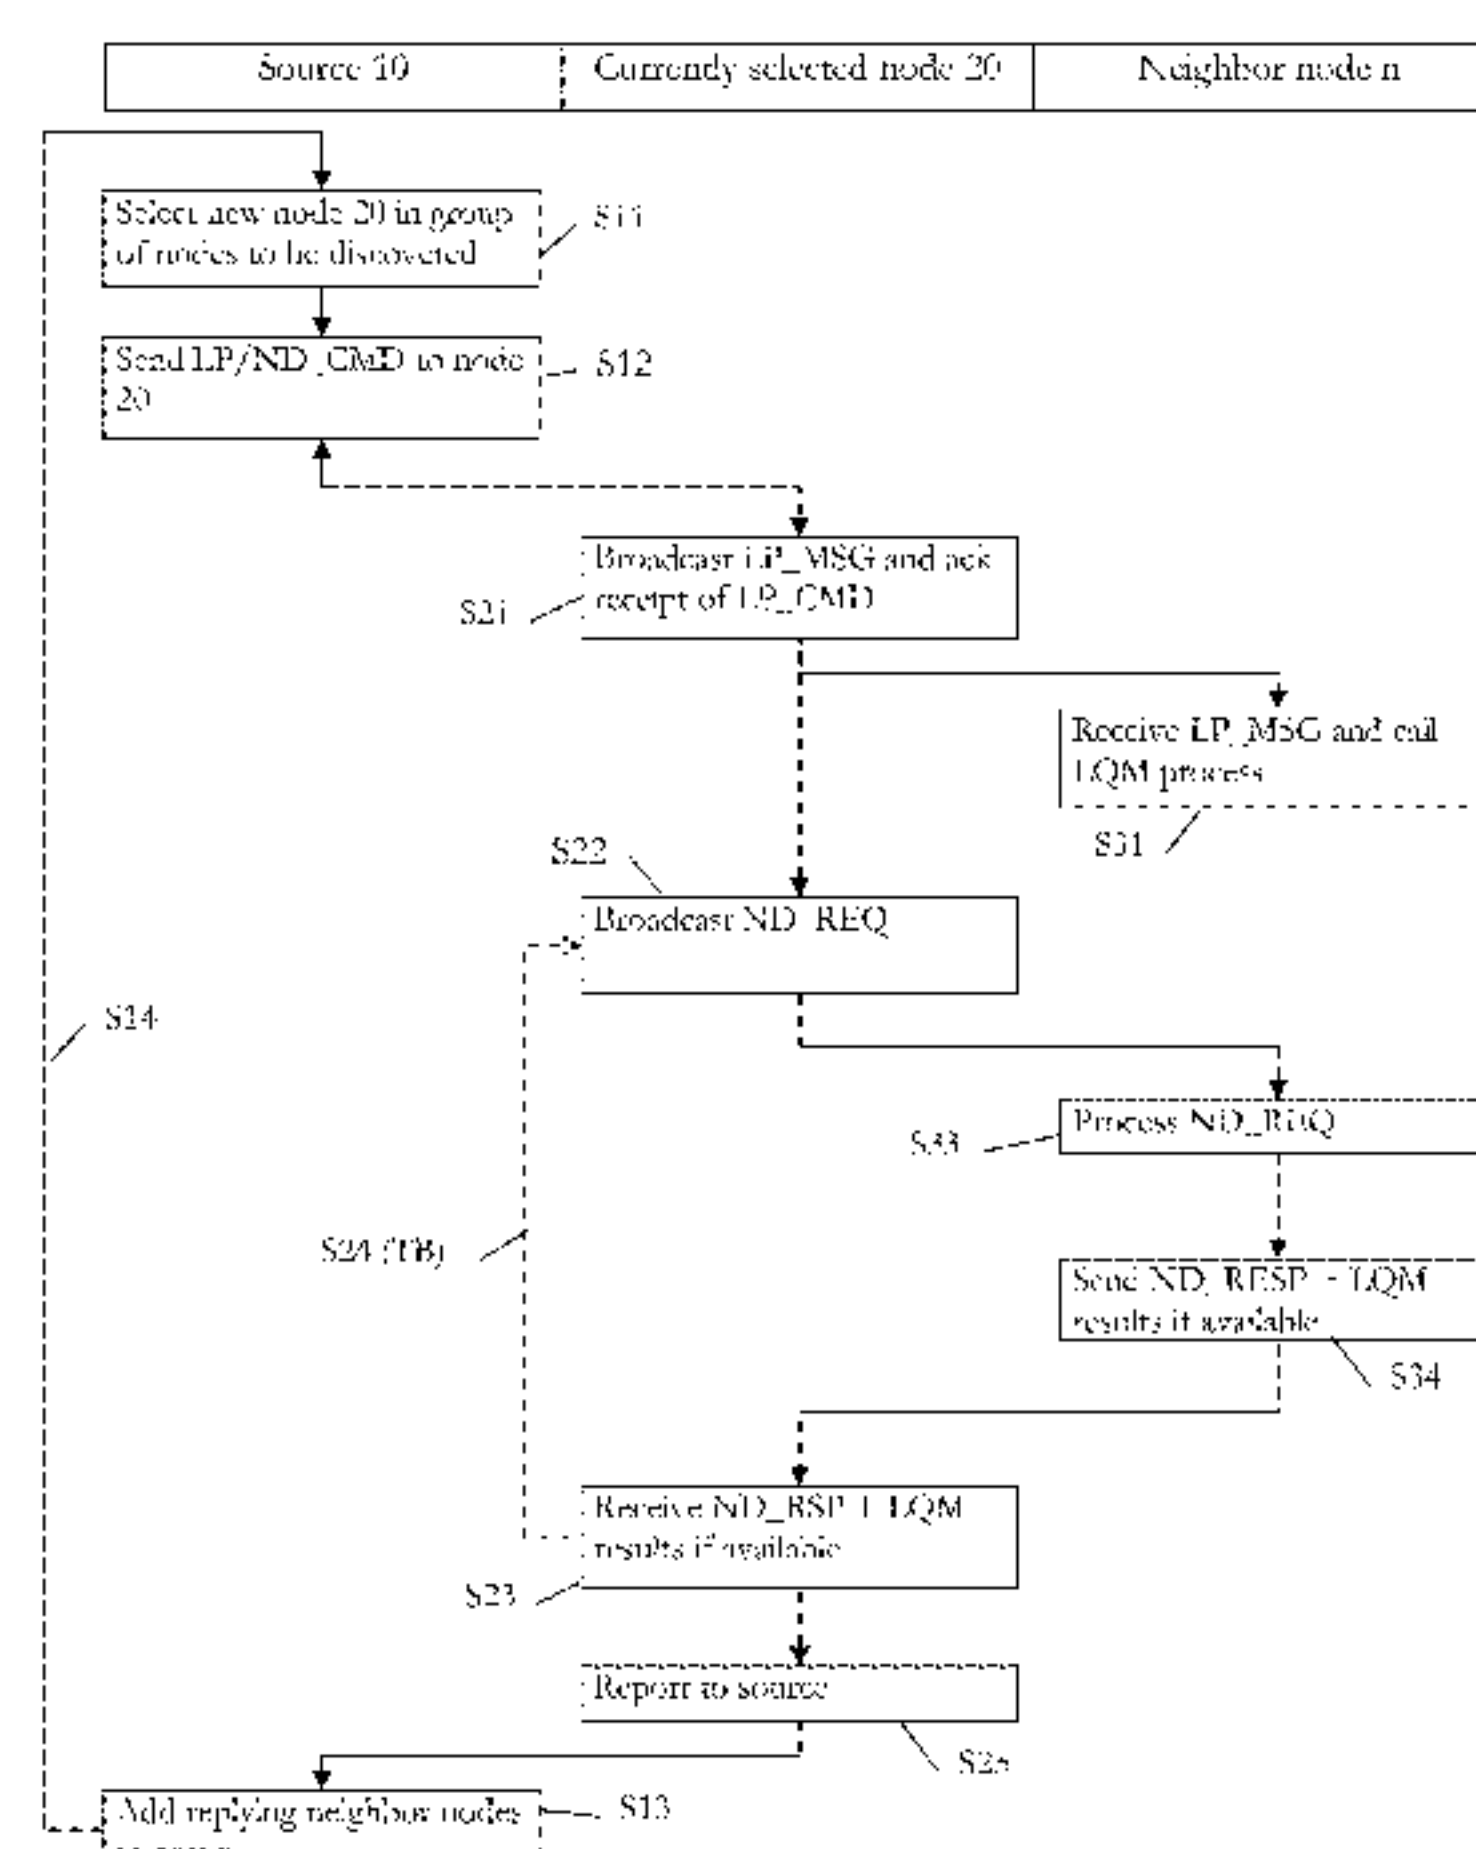 Source 10
Currently selected node 20
Neighbor node n
Select new node 20 in group
of nodes to be discovered
S11
Send LP/ND_CMD to node
20
S12
Broadcast LP_MSG and ack
receipt of LP_CMD
S21
Receive LP_MSG and call
LQM process
S31
S22
Broadcast ND_REQ
Process ND_REQ
S33
S24 (TB)
Send ND_RESP + LQM
results if available
S34
Receive ND_RSP + LQM
results if available
S23
Report to source
S25
Add replying neighbor nodes
S13